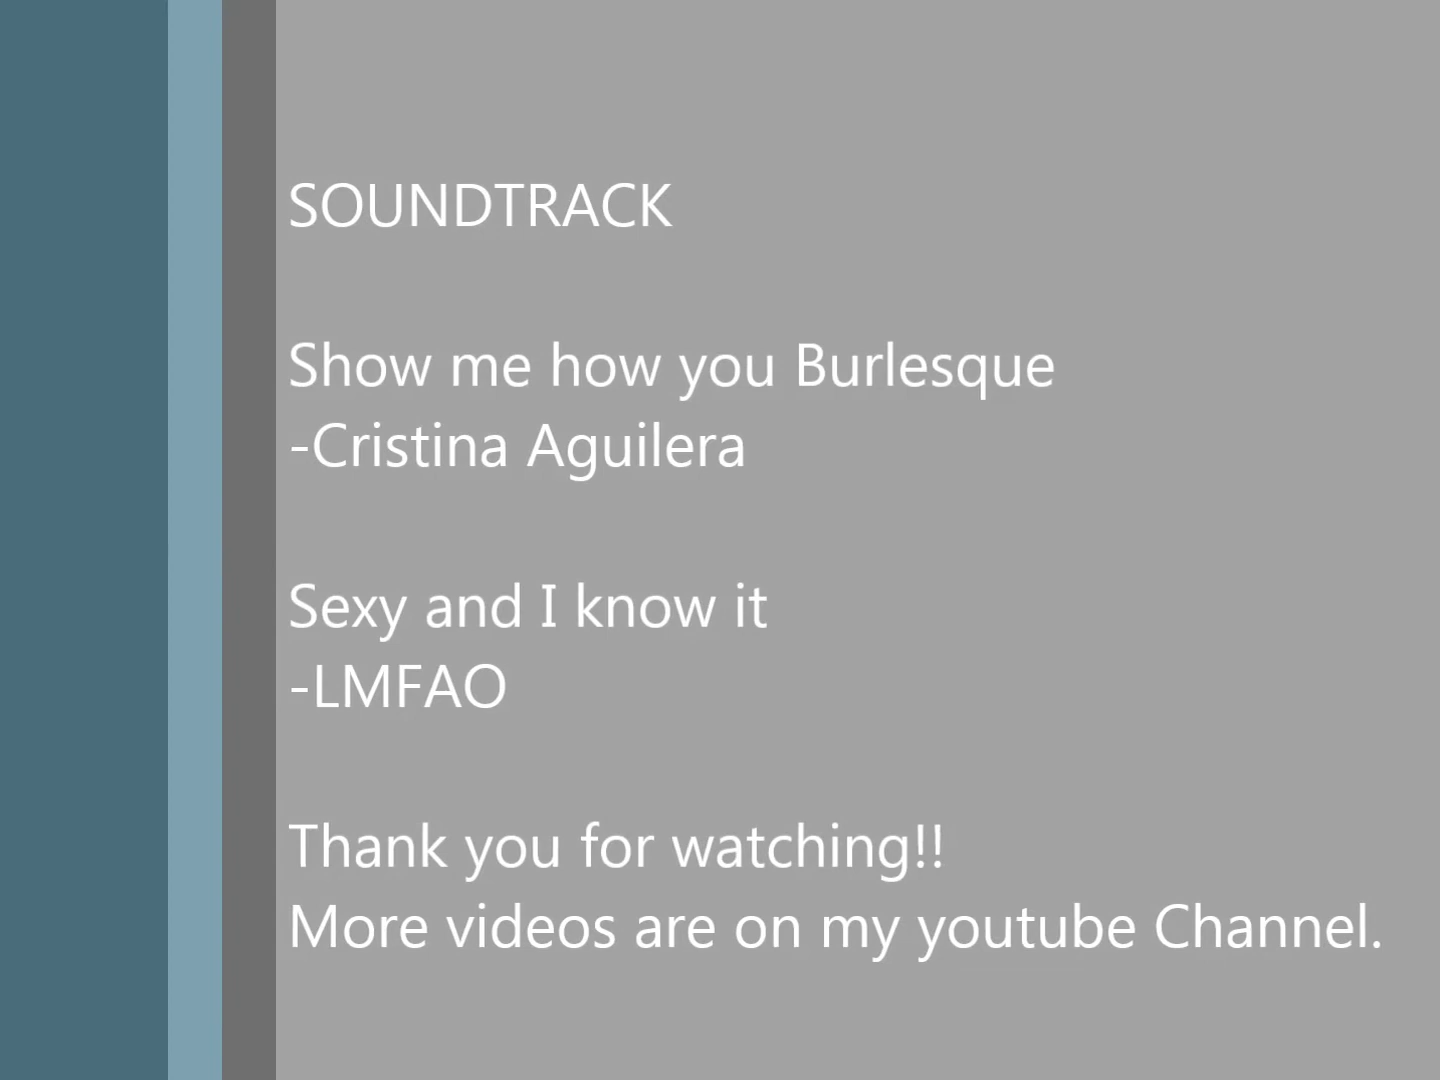 SOUNDTRACK
Show me how you Burlesque
-Cristina Aguilera
Sexy and I know it
-LMFAO
Thank you for watching!!
More videos are on my youtube Channel.